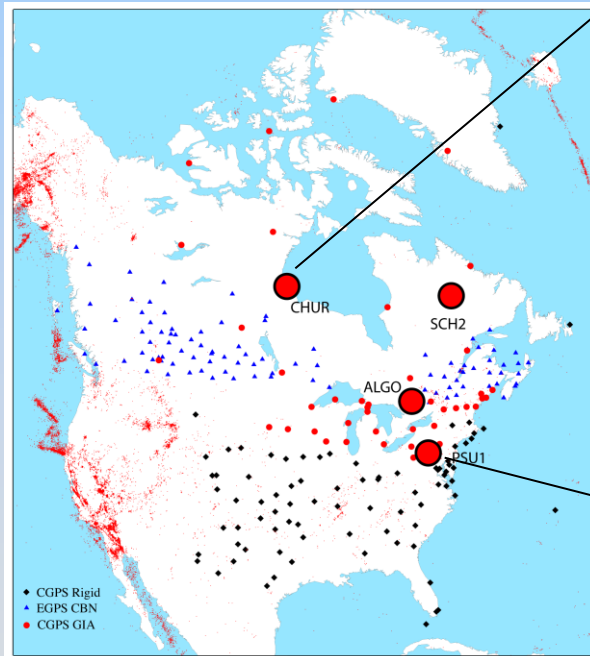 CHUR
SCH2
ALGO
PSU1
CGPS Rigid
EGPS CBN
CGPS GIA